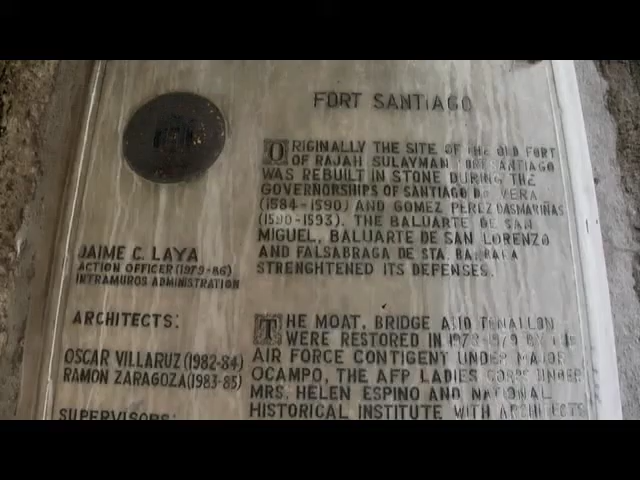 FORT SANTIAGO
ORIGINALLY THE SITE OF THE OLD FORT
OF RAJAH SULAYMAN FORT SANTIAGO
WAS REBUILT IN STONE DURING THE
GOVERNORSHIPS OF SANTIAGO DE VERA
(1584-1590) AND GOMEZ PEREZ DASMARIÑAS
(1590-1593). THE BALUARTE DE SAN
MIGUEL, BALUARTE DE SAN LORENZO
AND FALSABRAGA DE STA. BARBARA
STRENGHTENED ITS DEFENSES.
JAIME C. LAYA
ACTION OFFICER (1979-86)
INTRAMUROS ADMINISTRATION
ARCHITECTS:
OSCAR VILLARUZ (1982-84)
RAMON ZARAGOZA (1983-85)
SUPERVISORS:
THE MOAT, BRIDGE AND TENALLON
WERE RESTORED IN 1978-79 BY THE
AIR FORCE CONTIGENT UNDER MAJOR
OCAMPO, THE AFP LADIES CORPS UNDER
MRS. HELEN ESPINO AND NATIONAL
HISTORICAL INSTITUTE WITH ARCHITECTS